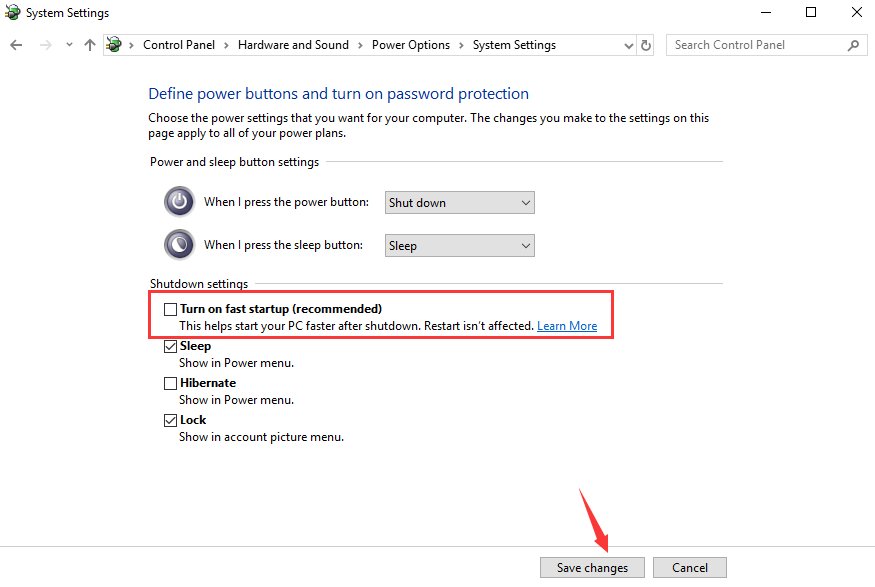 System Settings
Control Panel > Hardware and Sound > Power Options > System Settings
Search Control Panel
Define power buttons and turn on password protection
Choose the power settings that you want for your computer. The changes you make to the settings on this
page apply to all of your power plans.
Power and sleep button settings
When I press the power button: Shut down
When I press the sleep button: Sleep
Shutdown settings
Turn on fast startup (recommended)
This helps start your PC faster after shutdown. Restart isn't affected. Learn More
Sleep
Show in Power menu.
Hibernate
Show in Power menu.
Lock
Show in account picture menu.
Save changes
Cancel